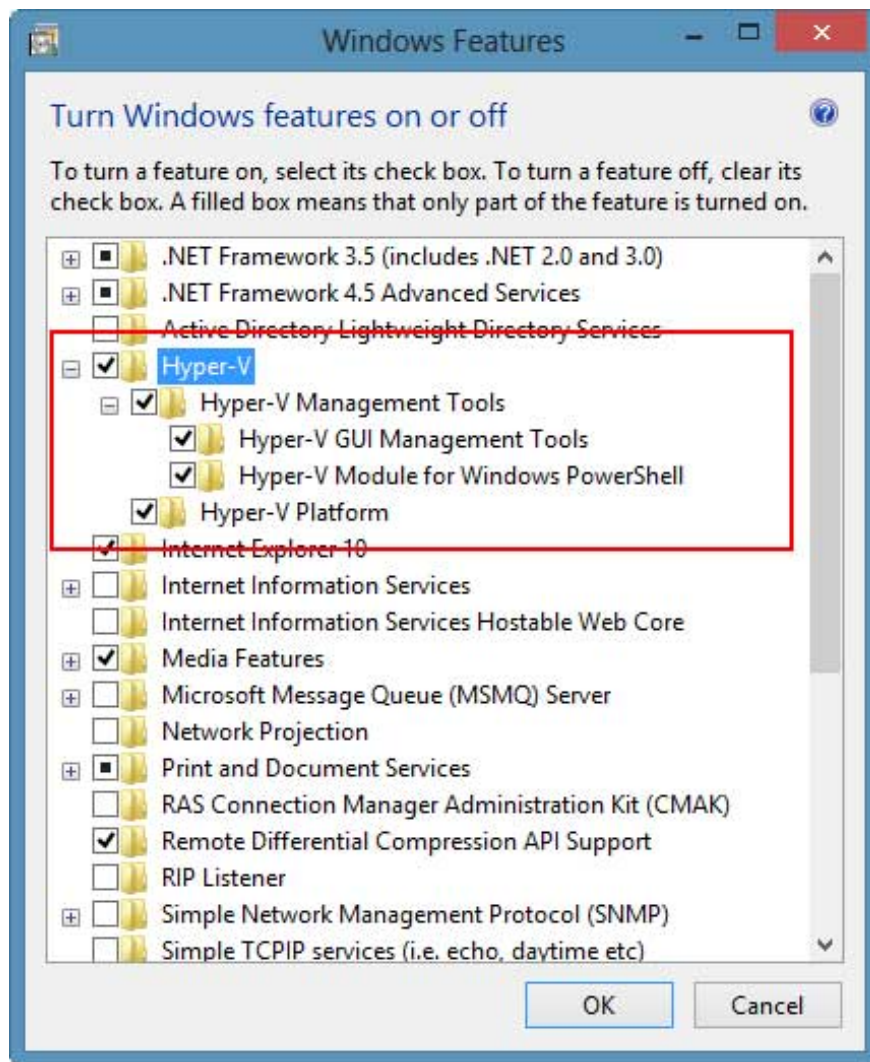 Windows Features
Turn Windows features on or off
To turn a feature on, select its check box. To turn a feature off, clear its
check box. A filled box means that only part of the feature is turned on.
.NET Framework 3.5 (includes .NET 2.0 and 3.0)
.NET Framework 4.5 Advanced Services
Active Directory Lightweight Directory Services
Hyper-V
Hyper-V Management Tools
Hyper-V GUI Management Tools
Hyper-V Module for Windows PowerShell
Hyper-V Platform
Internet Explorer 10
Internet Information Services
Internet Information Services Hostable Web Core
Media Features
Microsoft Message Queue (MSMQ) Server
Network Projection
Print and Document Services
RAS Connection Manager Administration Kit (CMAK)
Remote Differential Compression API Support
RIP Listener
Simple Network Management Protocol (SNMP)
Simple TCPIP services (i.e. echo, daytime etc)
OK Cancel